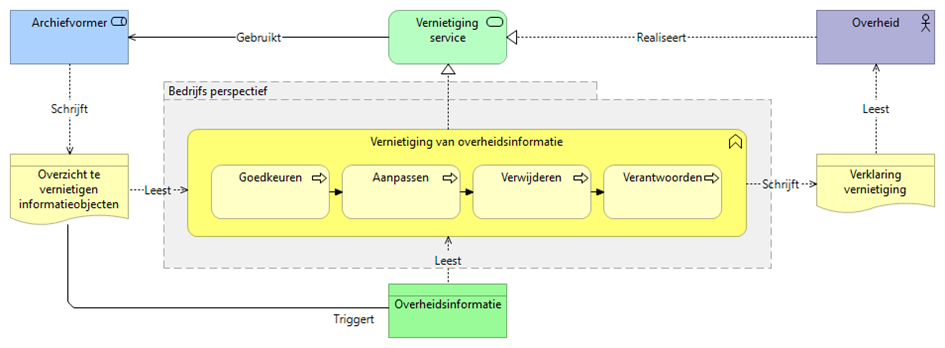 Archiefvormer
Vernietiging
service
Overheid
Gebruikt
Realiseert
Schrijft
Bedrijfs perspectief
Leest
Vernietiging van overheidsinformatie
Overzicht te
vernietigen
informatieobjecten
Leest
Goedkeuren
Aanpassen
Verwijderen
Verantwoorden
Schrijft
Verklaring
vernietiging
Leest
Overheidsinformatie
Triggert